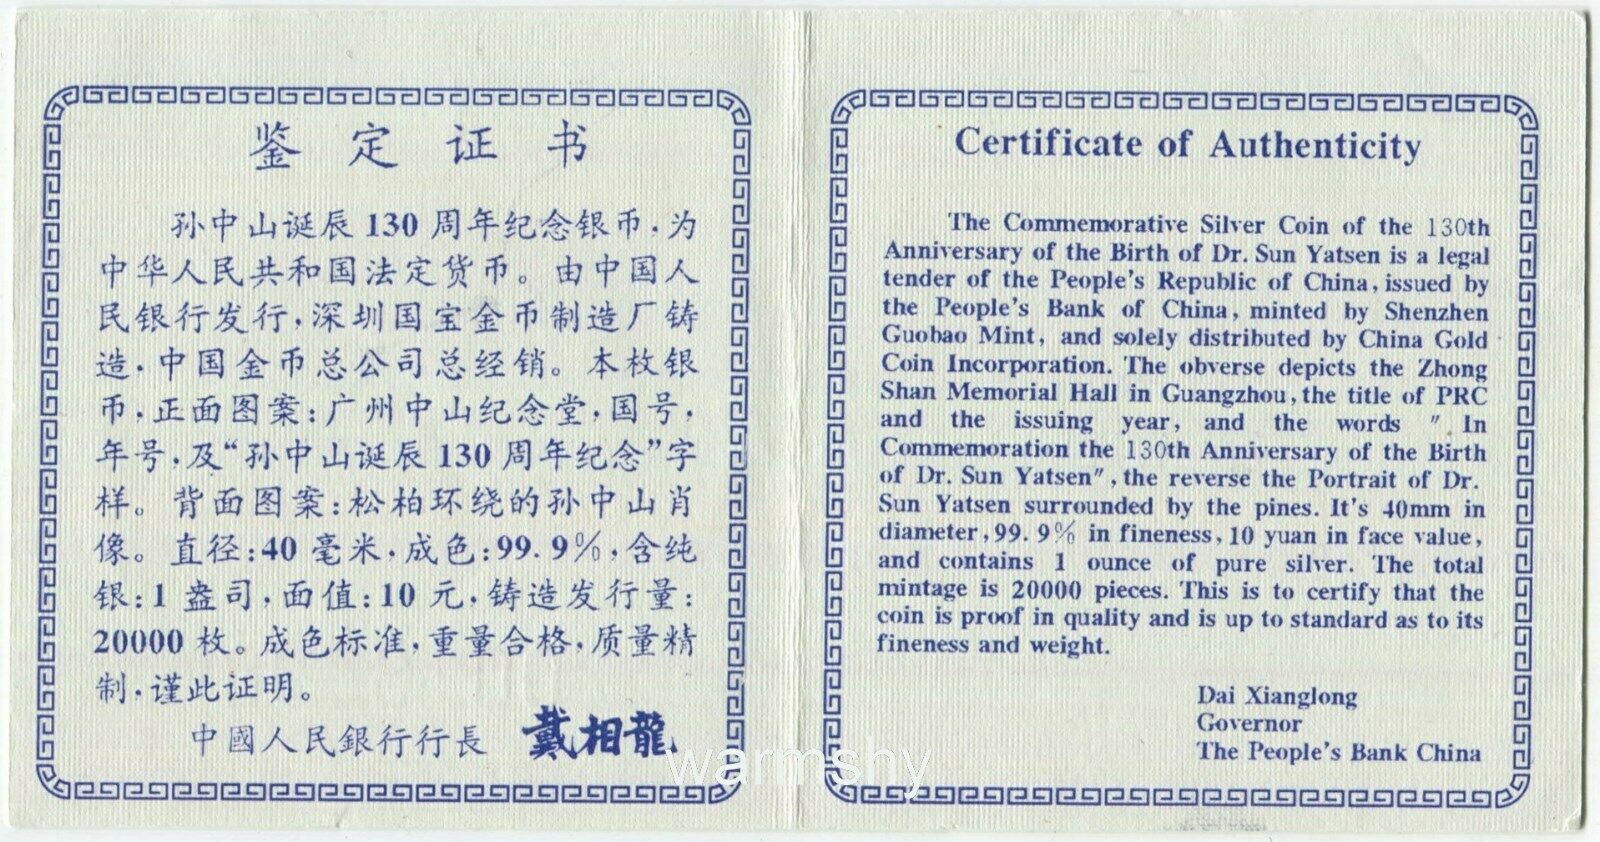 鉴定证书
孙中山诞辰130周年纪念银币，为
中华人民共和国法定货币。由中国人
民银行发行，深圳国宝金币制造厂铸
造，中国金币总公司总经销。本枚银
币，正面图案：广州中山纪念堂，国号，
年号，及“孙中山诞辰130周年纪念”字
样。背面图案：松柏环绕的孙中山肖
像。直径：40毫米，成色：99.9%，含纯
银：1盎司，面值：10元，铸造发行量：
20000枚。成色标准，重量合格，质量精
制，谨此证明。
中國人民銀行行長 戴相龍
Certificate of Authenticity
The Commemorative Silver Coin of the 130th
Anniversary of the Birth of Dr. Sun Yatsen is a legal
tender of the People's Republic of China, issued by
the People's Bank of China, minted by Shenzhen
Guobao Mint, and solely distributed by China Gold
Coin Incorporation. The obverse depicts the Zhong
Shan Memorial Hall in Guangzhou, the title of PRC
and the issuing year, and the words " In
Commemoration the 130th Anniversary of the Birth
of Dr. Sun Yatsen", the reverse the Portrait of Dr.
Sun Yatsen surrounded by the pines. It's 40mm in
diameter, 99.9% in fineness, 10 yuan in face value,
and contains 1 ounce of pure silver. The total
mintage is 20000 pieces. This is to certify that the
coin is proof in quality and is up to standard as to its
fineness and weight.
Dai Xianglong
Governor
The People's Bank China
warmshy